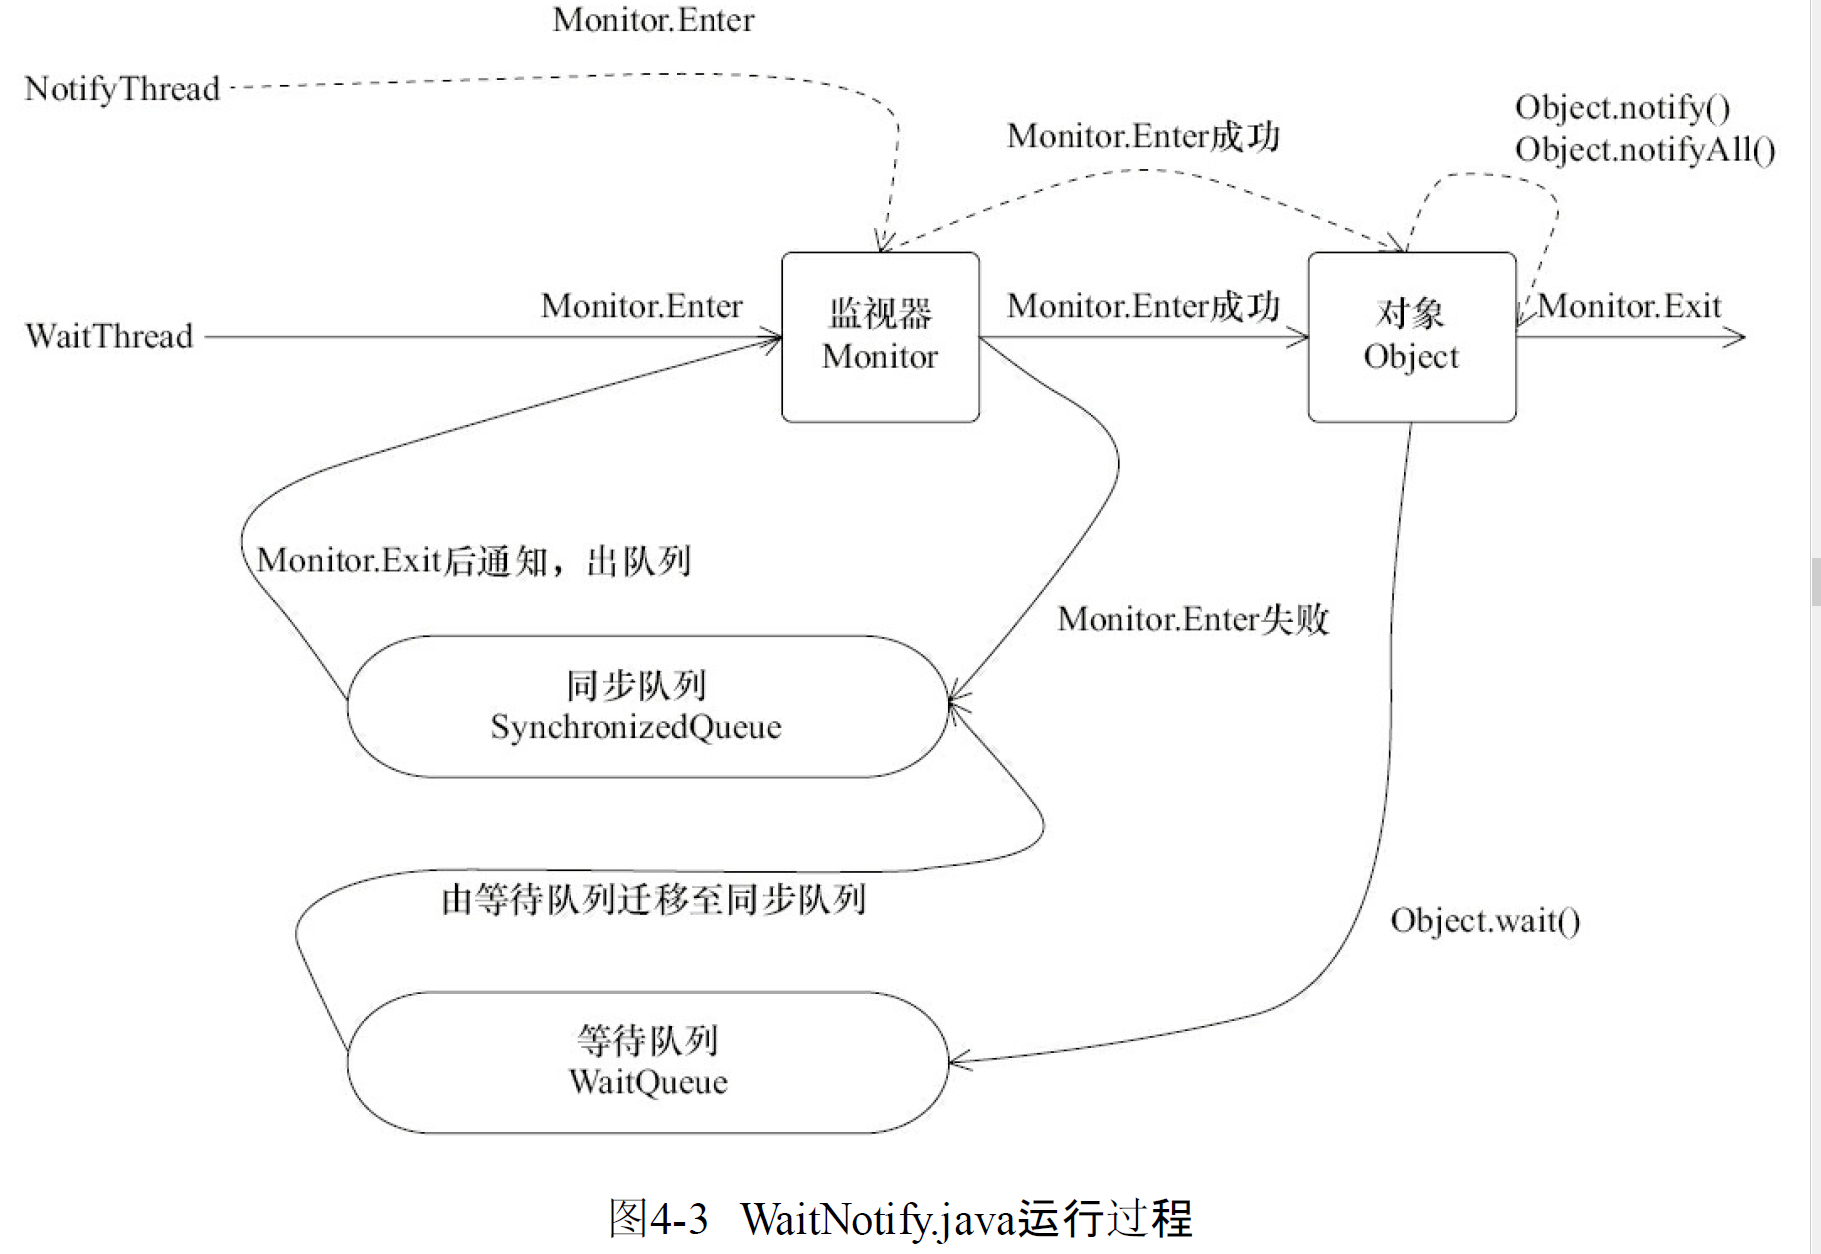 Monitor.Enter
NotifyThread
Object.notify()
Object.notifyAll()
Monitor.Enter成功
WaitThread
Monitor.Enter
监视器
Monitor
Monitor.Enter成功
对象
Object
Monitor.Exit
Monitor.Exit后通知，出队列
Monitor.Enter失败
同步队列
SynchronizedQueue
由等待队列迁移至同步队列
Object.wait()
等待队列
WaitQueue
图4-3 WaitNotify.java运行过程